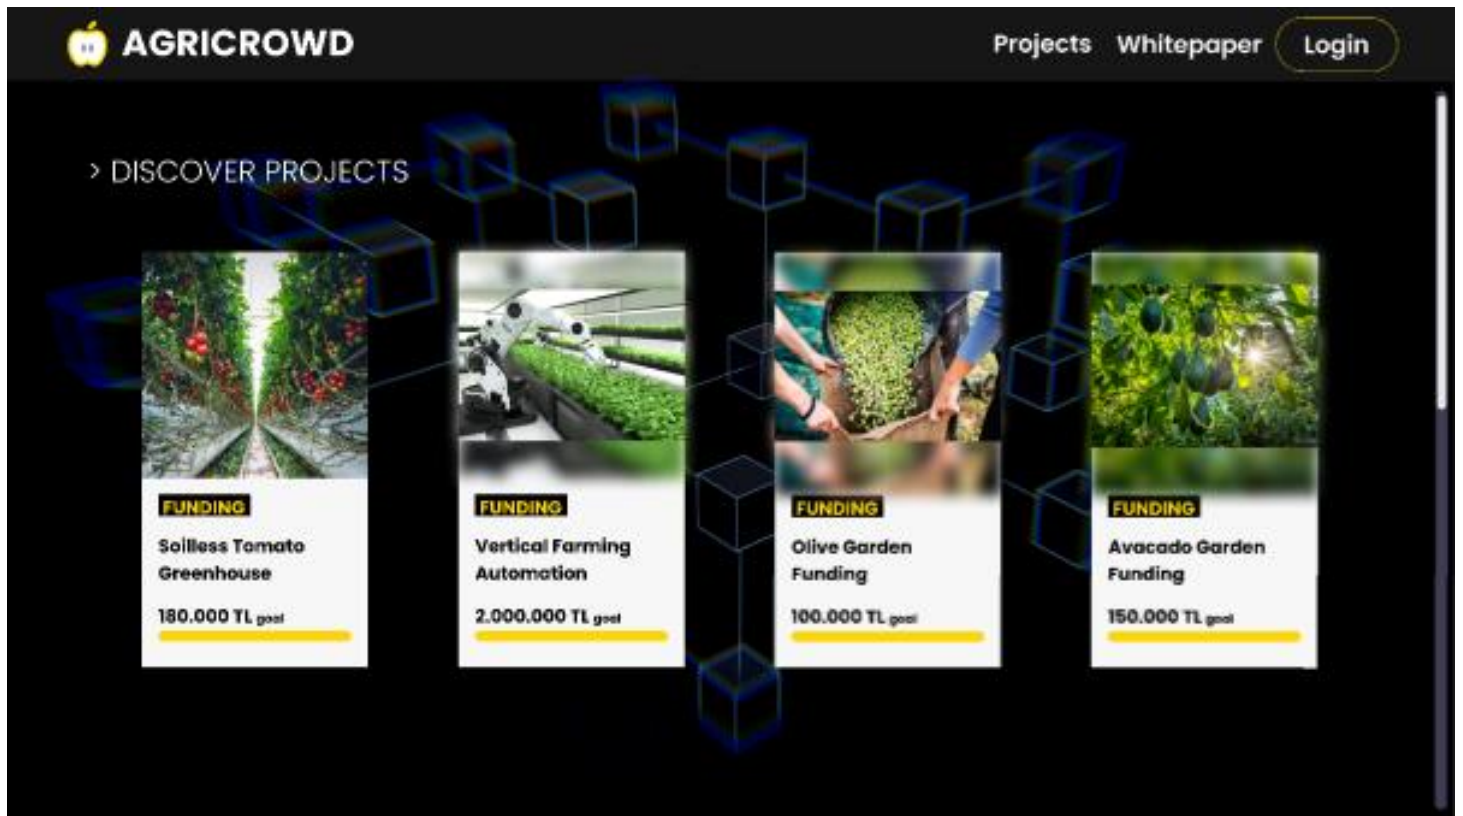 AGRICROWD
Projects Whitepaper Login
> DISCOVER PROJECTS
FUNDING
Soilless Tomato
Greenhouse
180.000 TL goal
FUNDING
Vertical Farming
Automation
2.000.000 TL goal
FUNDING
Olive Garden
Funding
100.000 TL goal
FUNDING
Avacado Garden
Funding
150.000 TL goal